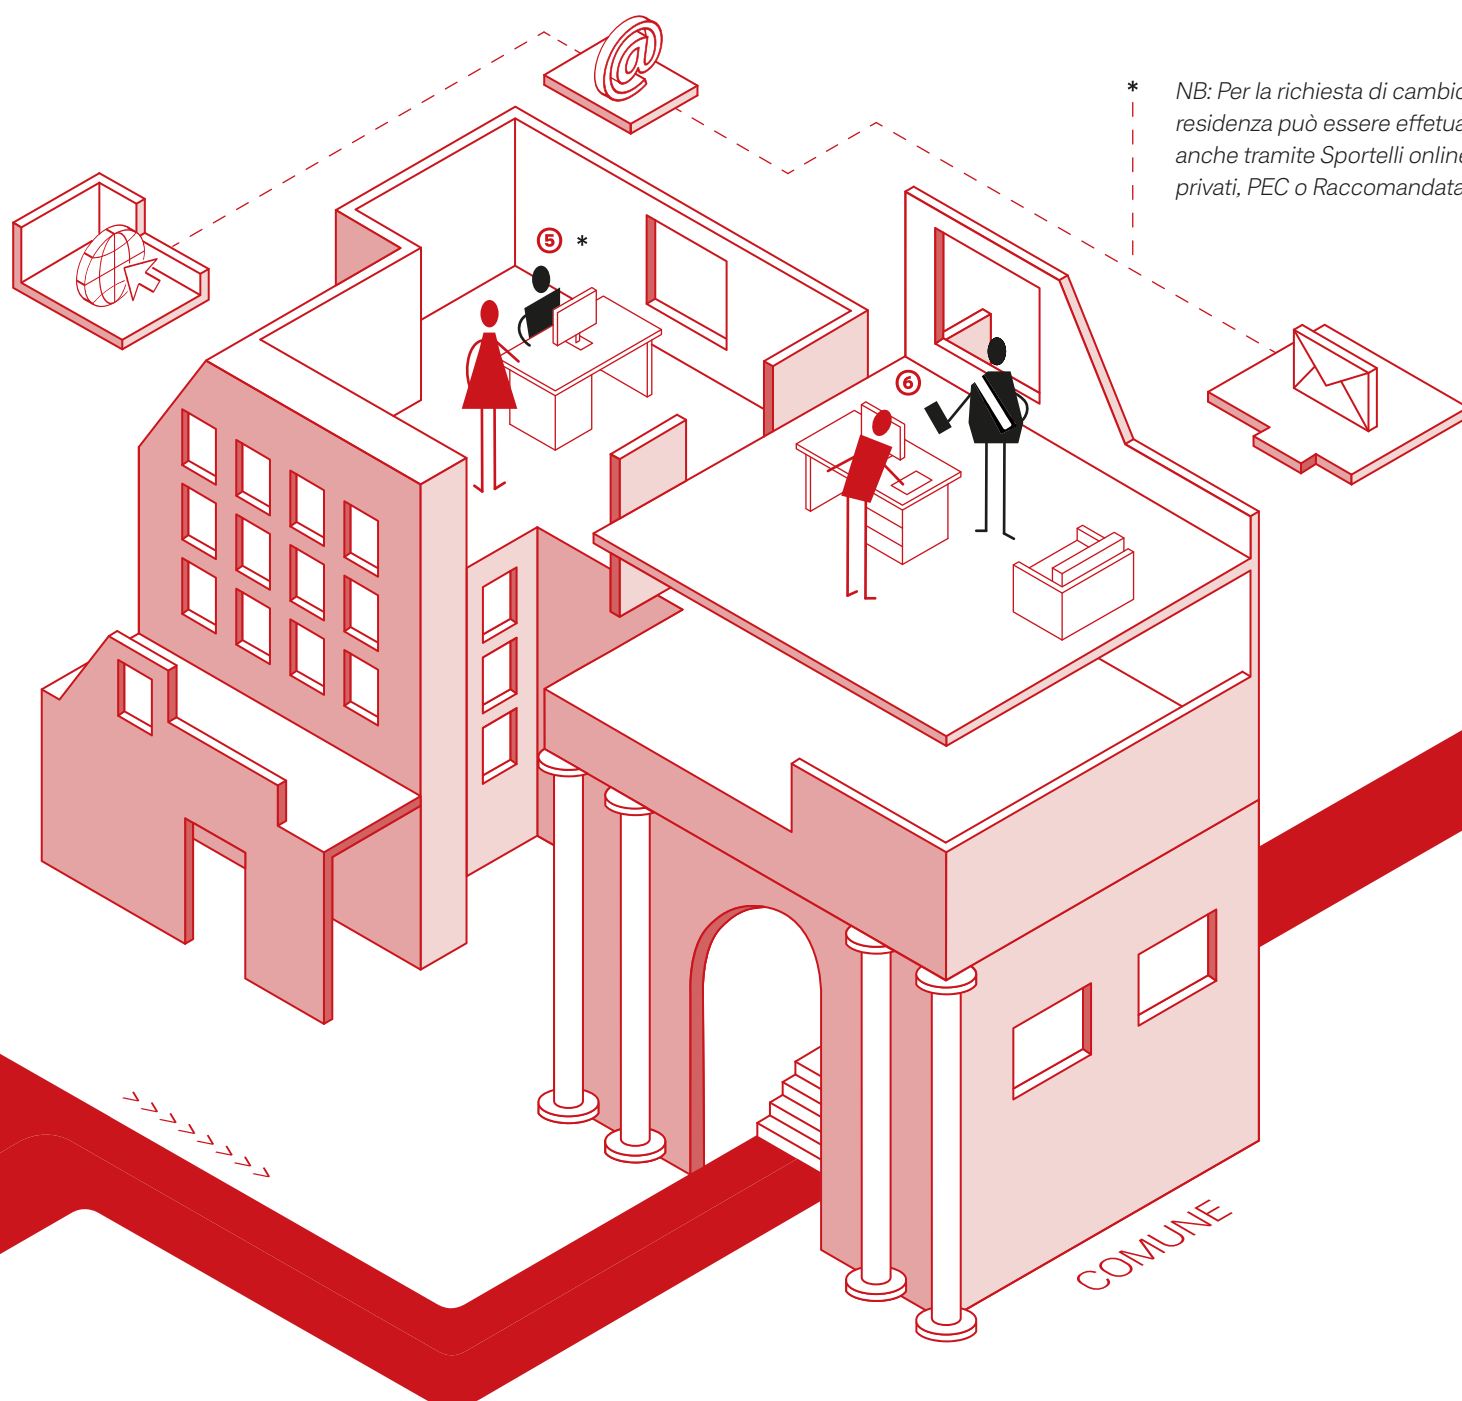 * NB: Per la richiesta di cambio
residenza può essere effetua
anche tramite Sportelli online
privati, PEC o Raccomandata
5 *
6
COMUNE